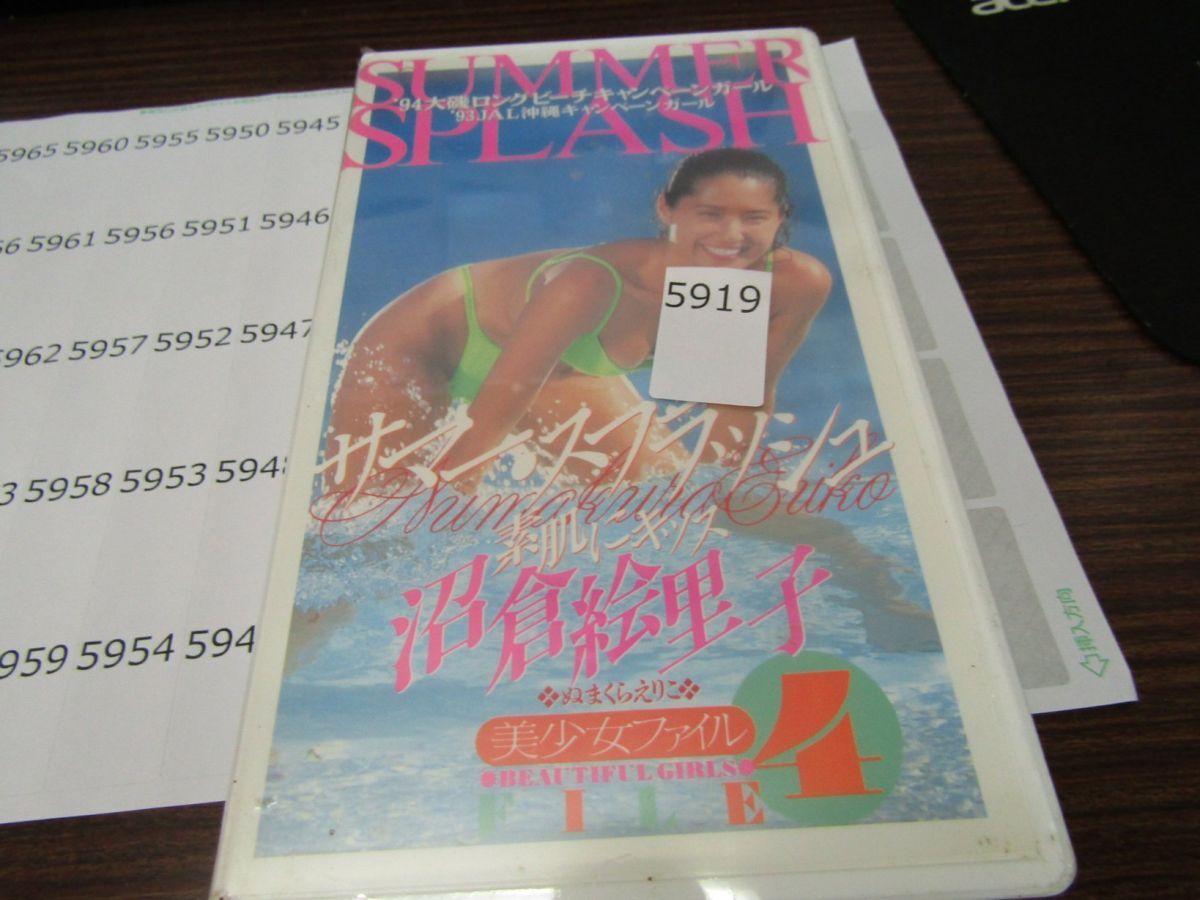 SUMMER
'94大磯ロングビーチキャンペーンガール
'93JAL沖縄キャンペーンガール
SPLASH
5919
サマー・スプラッシュ
Numakura Eriko
素肌にキッス
沼倉絵里子
❖ぬまくらえりこ❖
美少女ファイル
●BEAUTIFUL GIRLS●
FILE
4
5965 5960 5955 5950 5945
5961 5956 5951 5946
5962 5957 5952 5947
5958 5953
5954
挿入方向